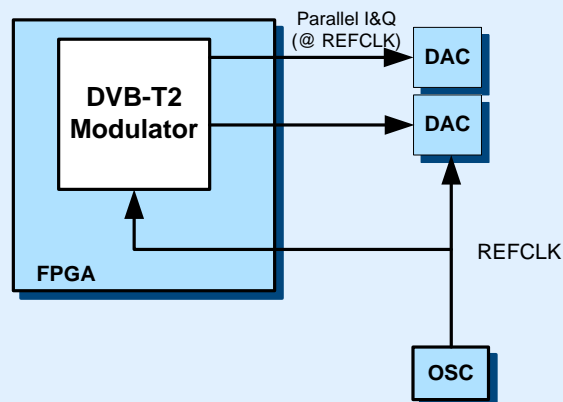 Parallel I&Q
(@ REFCLK)
DAC
DVB-T2
Modulator
DAC
REFCLK
FPGA
OSC